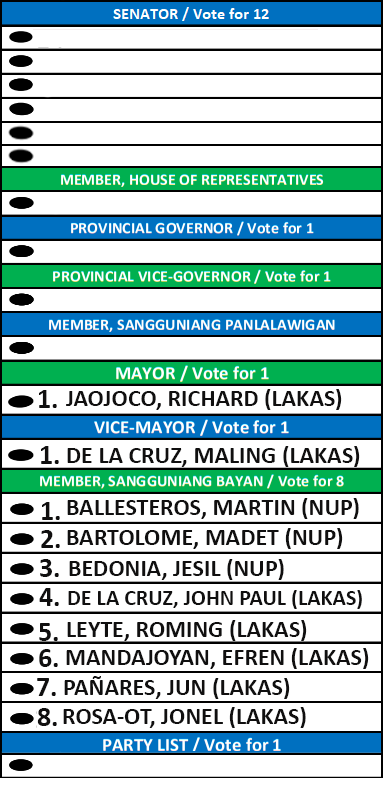 SENATOR / Vote for 12
MEMBER, HOUSE OF REPRESENTATIVES
PROVINCIAL GOVERNOR / Vote for 1
PROVINCIAL VICE-GOVERNOR / Vote for 1
MEMBER, SANGGUNIANG PANLALAWIGAN
MAYOR / Vote for 1
1. JAOJOCO, RICHARD (LAKAS)
VICE-MAYOR / Vote for 1
1. DE LA CRUZ, MALING (LAKAS)
MEMBER, SANGGUNIANG BAYAN / Vote for 8
1. BALLESTEROS, MARTIN (NUP)
2. BARTOLOME, MADET (NUP)
3. BEDONIA, JESIL (NUP)
4. DE LA CRUZ, JOHN PAUL (LAKAS)
5. LEYTE, ROMING (LAKAS)
6. MANDAJOYAN, EFREN (LAKAS)
7. PAÑARES, JUN (LAKAS)
8. ROSA-OT, JONEL (LAKAS)
PARTY LIST / Vote for 1